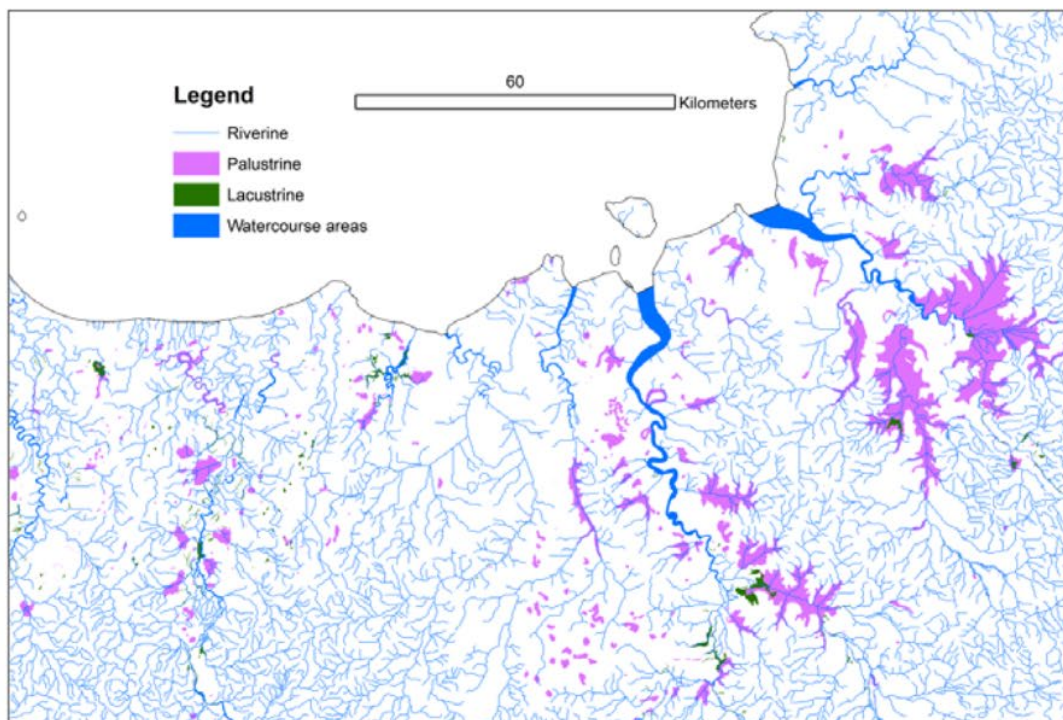 60
Kilometers
Legend
Riverine
Palustrine
Lacustrine
Watercourse areas